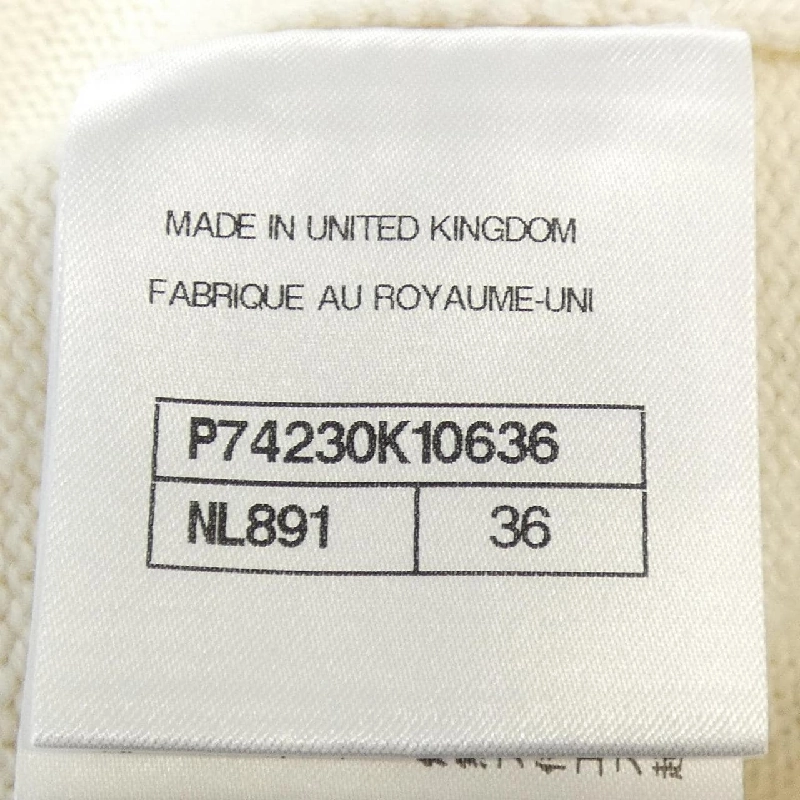 MADE IN UNITED KINGDOM
FABRIQUE AU ROYAUME-UNI
P74230K10636
NL891 36